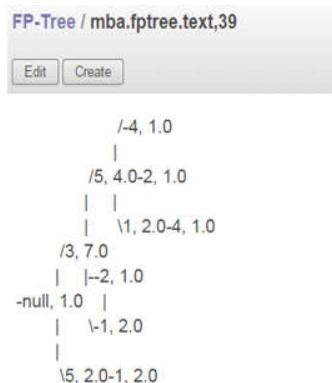 FP-Tree / mba.fptree.text,39
Edit Create
/-4, 1.0
|
/5, 4.0-2, 1.0
| |
| \1, 2.0-4, 1.0
/3, 7.0
| |--2, 1.0
-null, 1.0 |
| \-1, 2.0
|
\5, 2.0-1, 2.0